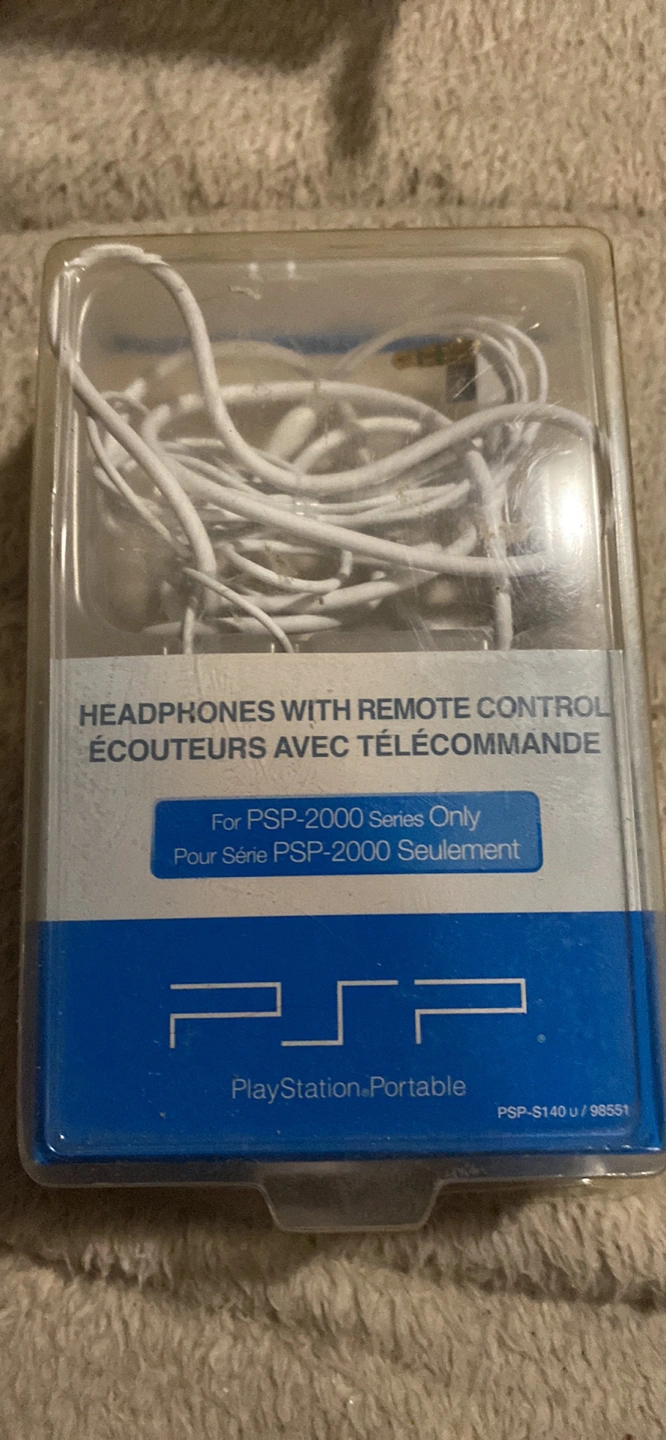 HEADPHONES WITH REMOTE CONTROL
ÉCOUTEURS AVEC TÉLÉCOMMANDE
For PSP-2000 Series Only
Pour Série PSP-2000 Seulement
PSP
PlayStation®Portable
PSP-S140 u / 98551